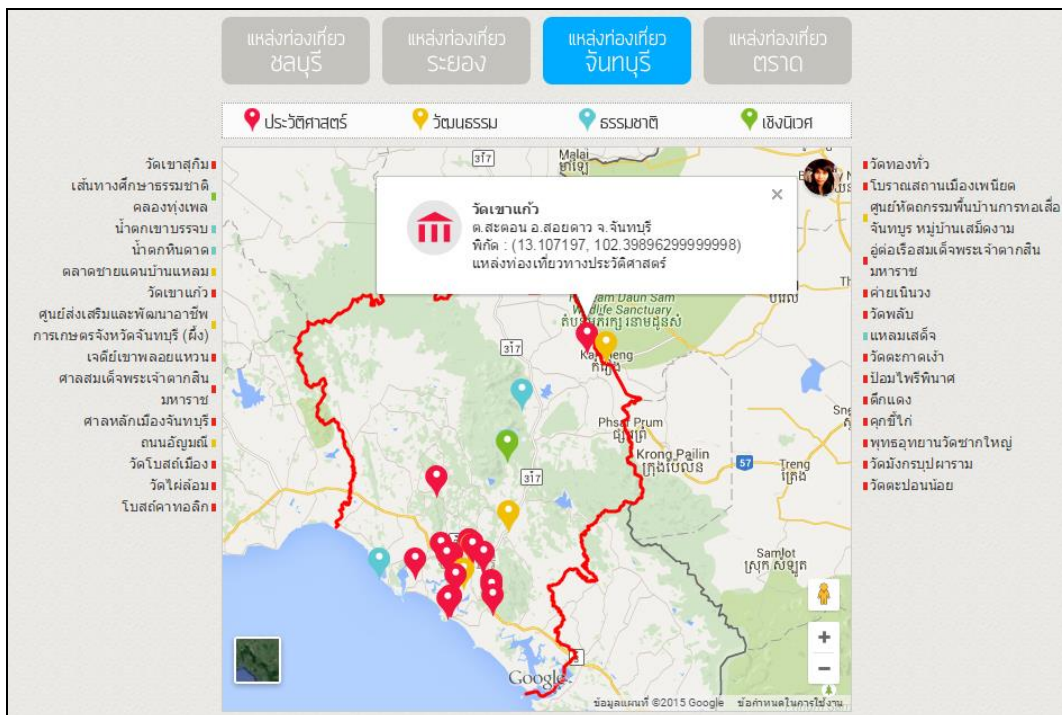 แหล่งท่องเที่ยว
ชลบุรี
แหล่งท่องเที่ยว
ระยอง
แหล่งท่องเที่ยว
จันทบุรี
แหล่งท่องเที่ยว
ตราด
ประวัติศาสตร์
วัฒนธรรม
ธรรมชาติ
เชิงนิเวศ
วัดเขาสุกิม
เส้นทางศึกษาธรรมชาติ
คลองทุ่งเพล
น้ำตกเขาบรรจบ
น้ำตกหินดาด
ตลาดชายแดนบ้านแหลม
วัดเขาแก้ว
ศูนย์ส่งเสริมและพัฒนาอาชีพ
การเกษตรจังหวัดจันทบุรี (ผึ้ง)
เจดีย์เขาพลอยแหวน
ศาลสมเด็จพระเจ้าตากสิน
มหาราช
ศาลหลักเมืองจันทบุรี
ถนนอัญมณี
วัดโบสถ์เมือง
วัดไผ่ล้อม
โบสถ์คาทอลิก
317
Malai
ម៉ាឡៃ
วัดเขาแก้ว
ต.สะตอน อ.สอยดาว จ.จันทบุรี
พิกัด : (13.107197, 102.39896299999998)
แหล่งท่องเที่ยวทางประวัติศาสตร์
Wildlife Sanctuary
317
Phsar Prum
Krong Pailin
ក្រុងប៉ៃលិន
57
Treng
ត្រែង
317
Samlot
ស្រុក សំឡូត
3
Google
ข้อมูลแผนที่ ©2015 Google
ข้อกำหนดในการใช้งาน
วัดทองทั่ว
โบราณสถานเมืองเพนียด
ศูนย์หัตถกรรมพื้นบ้านการทอเสื่อ
จันทบูร หมู่บ้านเสม็ดงาม
อู่ต่อเรือสมเด็จพระเจ้าตากสิน
มหาราช
ค่ายเนินวง
วัดพลับ
แหลมเสด็จ
วัดตะกาดเง้า
ป้อมไพรีพินาศ
ตึกแดง
คุกขี้ไก่
พุทธอุทยานวัดชากใหญ่
วัดมังกรบุปผาราม
วัดตะปอนน้อย